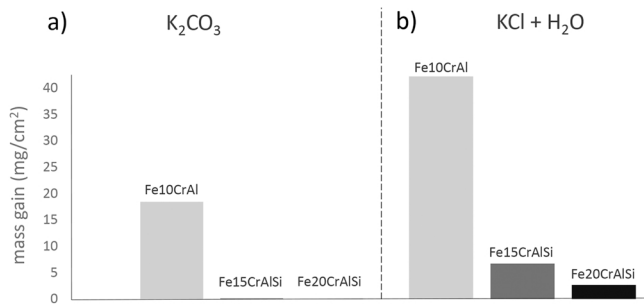 a)
K₂CO₃
b)
KCl + H₂O
mass gain (mg/cm²)
40
35
30
25
20
15
10
5
0
Fe10CrAl
Fe15CrAlSi
Fe20CrAlSi
Fe10CrAl
Fe15CrAlSi
Fe20CrAlSi